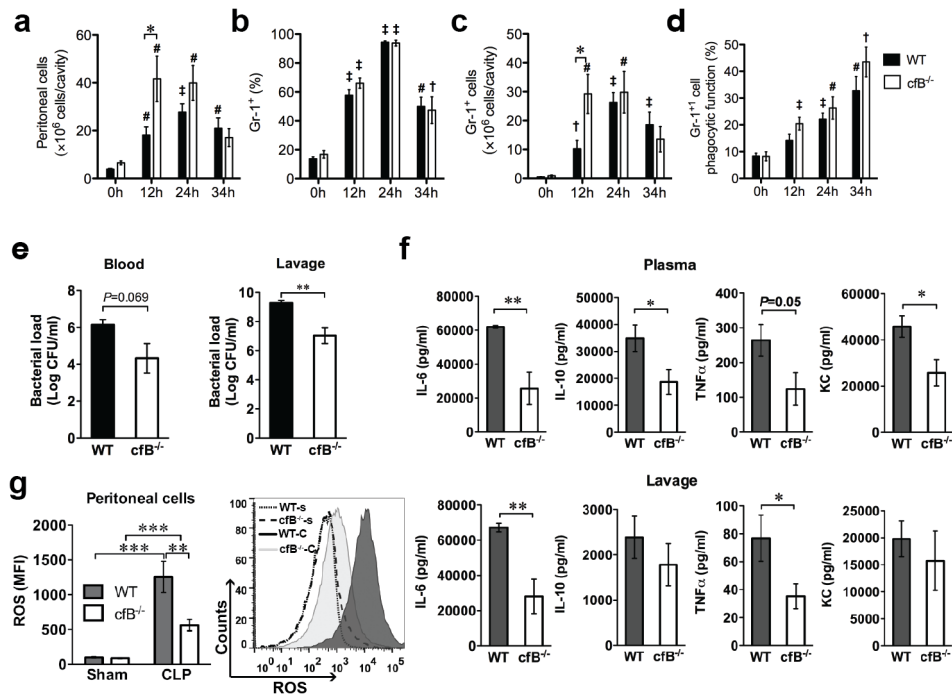 a
Peritoneal cells
(×10⁶ cells/cavity)
60
40
20
0
*
#
#
‡
#
#
0h 12h 24h 34h
b
Gr-1⁺ (%)
100
80
60
40
20
0
‡
‡
‡ ‡
#
†
0h 12h 24h 34h
c
Gr-1⁺ cells
(×10⁶ cells/cavity)
50
40
30
20
10
0
*
†
#
‡
#
‡
0h 12h 24h 34h
d
Gr-1⁺¹ cell
phagocytic function (%)
50
40
30
20
10
0
‡
‡
#
#
†
0h 12h 24h 34h
WT
cfB⁻/⁻
e
Blood
Bacterial load
(Log CFU/ml)
8
6
4
2
0
P=0.069
WT cfB⁻/⁻
Lavage
Bacterial load
(Log CFU/ml)
10
8
6
4
2
0
**
WT cfB⁻/⁻
f
Plasma
IL-6 (pg/ml)
80000
60000
40000
20000
0
**
WT cfB⁻/⁻
IL-10 (pg/ml)
50000
40000
30000
20000
10000
0
*
WT cfB⁻/⁻
TNFα (pg/ml)
400
300
200
100
0
P=0.05
WT cfB⁻/⁻
KC (pg/ml)
60000
40000
20000
0
*
WT cfB⁻/⁻
Lavage
IL-6 (pg/ml)
80000
60000
40000
20000
0
**
WT cfB⁻/⁻
IL-10 (pg/ml)
3000
2000
1000
0
WT cfB⁻/⁻
TNFα (pg/ml)
100
80
60
40
20
0
*
WT cfB⁻/⁻
KC (pg/ml)
25000
20000
15000
10000
5000
0
WT cfB⁻/⁻
g
Peritoneal cells
ROS (MFI)
2000
1500
1000
500
0
***
*** **
WT
cfB⁻/⁻
Sham CLP
Counts
100
80
60
40
20
0
WT-s
cfB⁻/⁻-s
WT-C
cfB⁻/⁻-C
10⁰ 10¹ 10² 10³ 10⁴ 10⁵
ROS